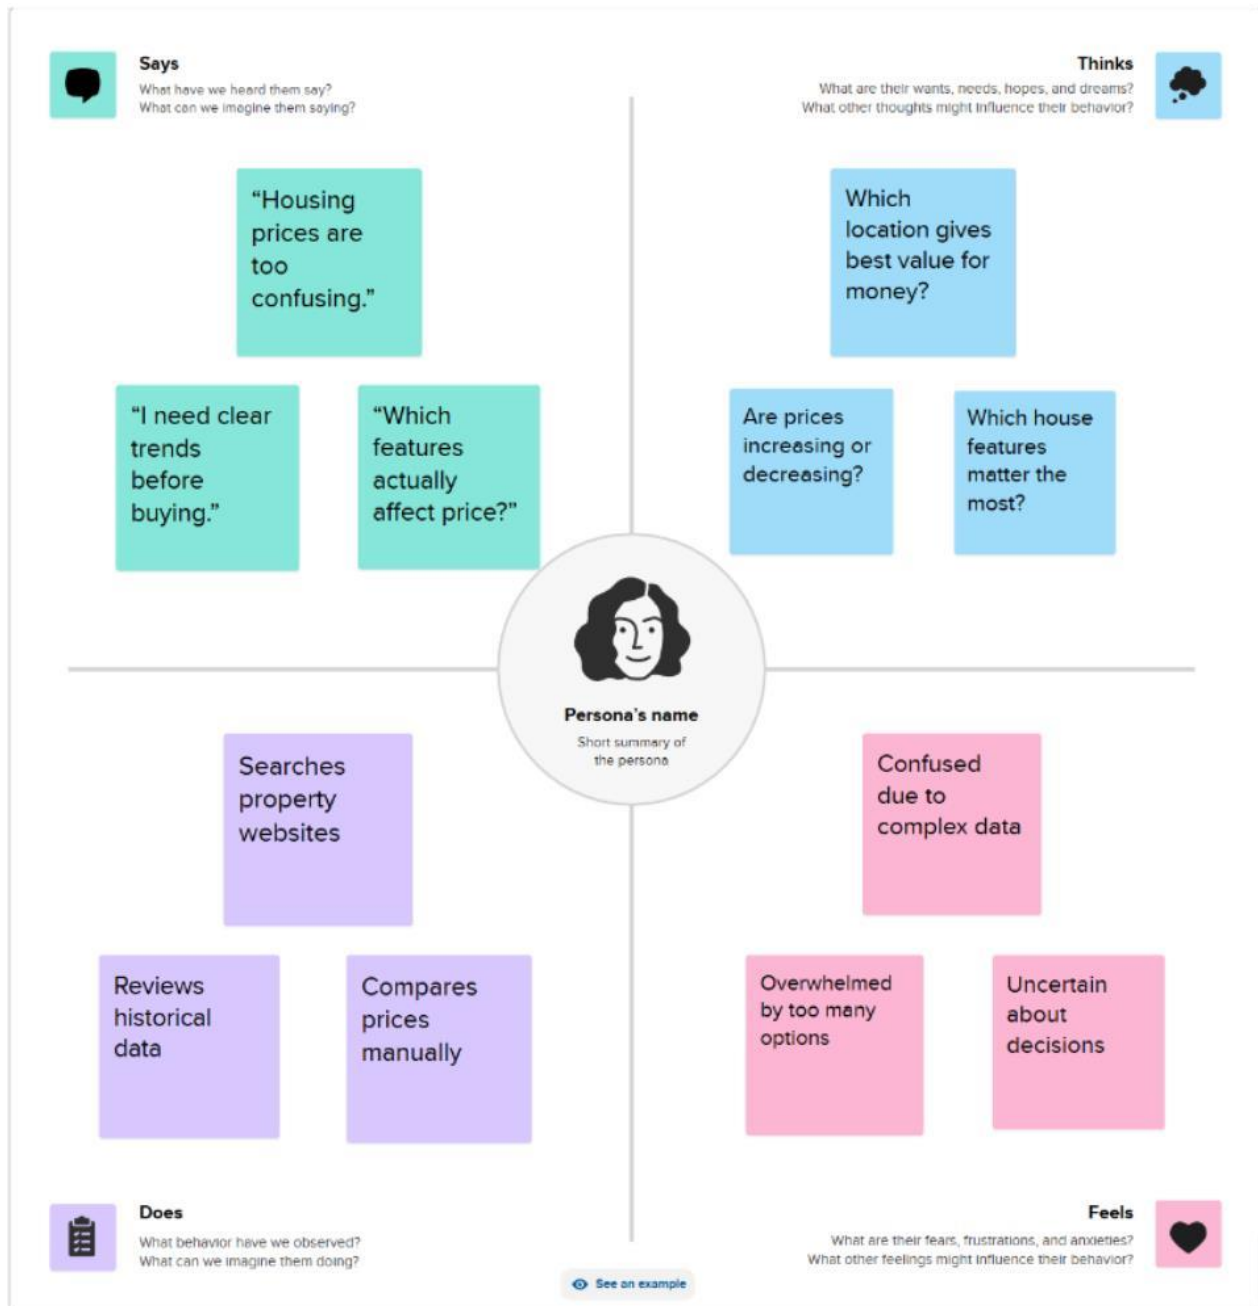 Says
What have we heard them say?
What can we imagine them saying?
Thinks
What are their wants, needs, hopes, and dreams?
What other thoughts might influence their behavior?
“Housing
prices are
too
confusing.”
“I need clear
trends
before
buying.”
“Which
features
actually
affect price?”
Which
location gives
best value for
money?
Are prices
increasing or
decreasing?
Which house
features
matter the
most?
Persona’s name
Short summary of
the persona
Searches
property
websites
Reviews
historical
data
Compares
prices
manually
Confused
due to
complex data
Overwhelmed
by too many
options
Uncertain
about
decisions
Does
What behavior have we observed?
What can we imagine them doing?
Feels
What are their fears, frustrations, and anxieties?
What other feelings might influence their behavior?
See an example